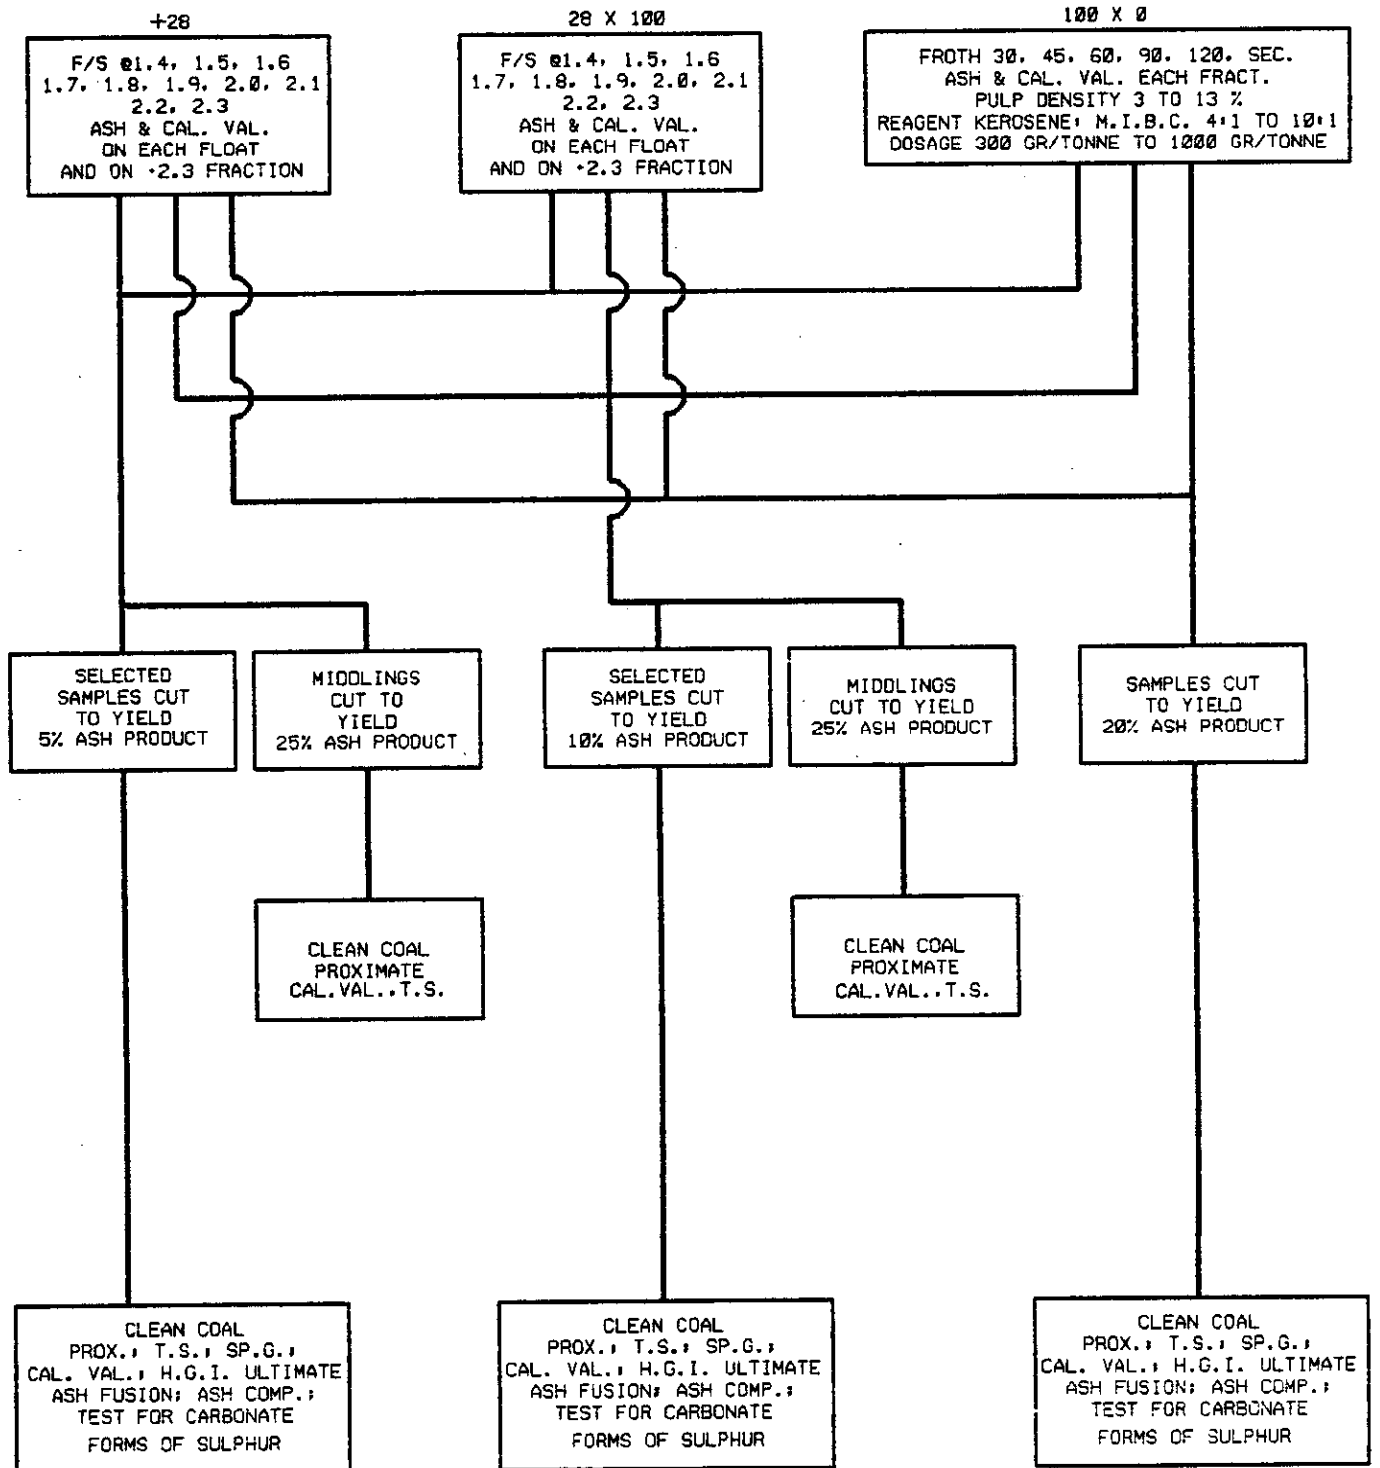 +28
F/S @1.4, 1.5, 1.6
1.7, 1.8, 1.9, 2.0, 2.1
2.2, 2.3
ASH & CAL. VAL.
ON EACH FLOAT
AND ON +2.3 FRACTION
28 X 100
F/S @1.4, 1.5, 1.6
1.7, 1.8, 1.9, 2.0, 2.1
2.2, 2.3
ASH & CAL. VAL.
ON EACH FLOAT
AND ON +2.3 FRACTION
100 X 0
FROTH 30, 45, 60, 90, 120, SEC.
ASH & CAL. VAL. EACH FRACT.
PULP DENSITY 3 TO 13 %
REAGENT KEROSENE: M.I.B.C. 4:1 TO 10:1
DOSAGE 300 GR/TONNE TO 1000 GR/TONNE
SELECTED
SAMPLES CUT
TO YIELD
5% ASH PRODUCT
MIDDLINGS
CUT TO
YIELD
25% ASH PRODUCT
SELECTED
SAMPLES CUT
TO YIELD
10% ASH PRODUCT
MIDDLINGS
CUT TO YIELD
25% ASH PRODUCT
SAMPLES CUT
TO YIELD
20% ASH PRODUCT
CLEAN COAL
PROXIMATE
CAL.VAL.,T.S.
CLEAN COAL
PROXIMATE
CAL.VAL.,T.S.
CLEAN COAL
PROX.; T.S.; SP.G.;
CAL. VAL.; H.G.I. ULTIMATE
ASH FUSION; ASH COMP.;
TEST FOR CARBONATE
FORMS OF SULPHUR
CLEAN COAL
PROX.; T.S.; SP.G.;
CAL. VAL.; H.G.I. ULTIMATE
ASH FUSION; ASH COMP.;
TEST FOR CARBONATE
FORMS OF SULPHUR
CLEAN COAL
PROX.; T.S.; SP.G.;
CAL. VAL.; H.G.I. ULTIMATE
ASH FUSION; ASH COMP.;
TEST FOR CARBONATE
FORMS OF SULPHUR